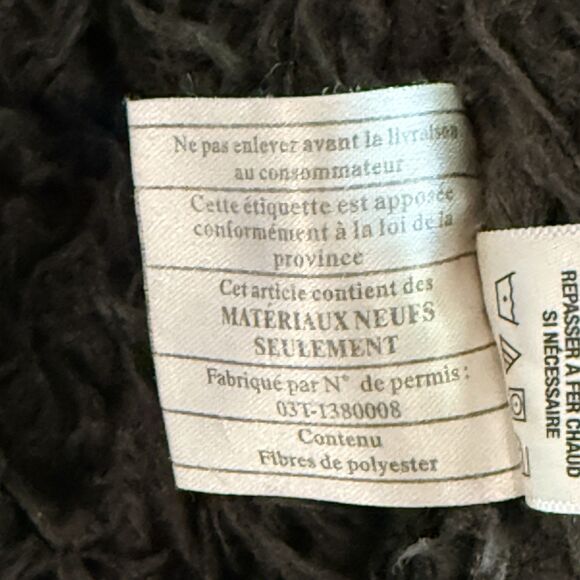 Ne pas enlevez avant la livraison
au consommateur
Cette étiquette est apposée
conformément à la loi de la
province
Cet article contient des
MATÉRIAUX NEUFS
SEULEMENT
Fabriqué par N° de permis :
03T-1380008
Contenu
Fibres de polyester
REPASSER À FER CHAUD
SI NÉCESSAIRE